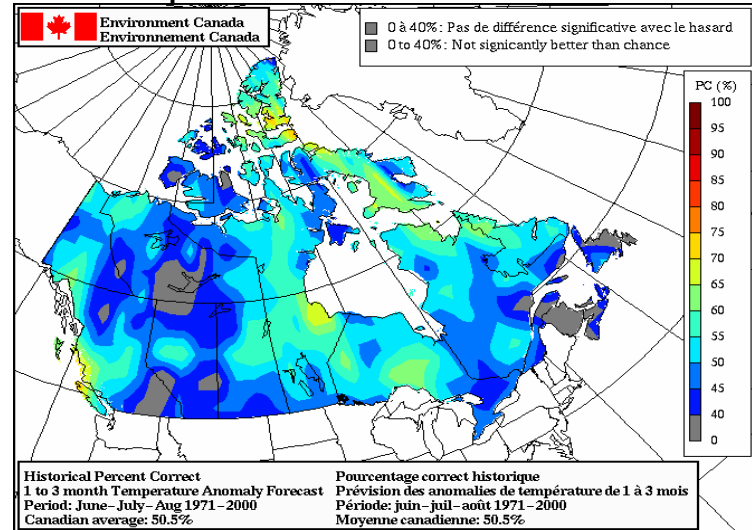 Environment Canada
Environnement Canada
0 à 40%: Pas de différence significative avec le hasard
0 to 40%: Not signicantly better than chance
PC (%)
100
95
90
85
80
75
70
65
60
55
50
45
40
0
Historical Percent Correct
1 to 3 month Temperature Anomaly Forecast
Period: June-July-Aug 1971-2000
Canadian average: 50.5%
Pourcentage correct historique
Prévision des anomalies de température de 1 à 3 mois
Période: juin-juil-août 1971-2000
Moyenne canadienne: 50.5%